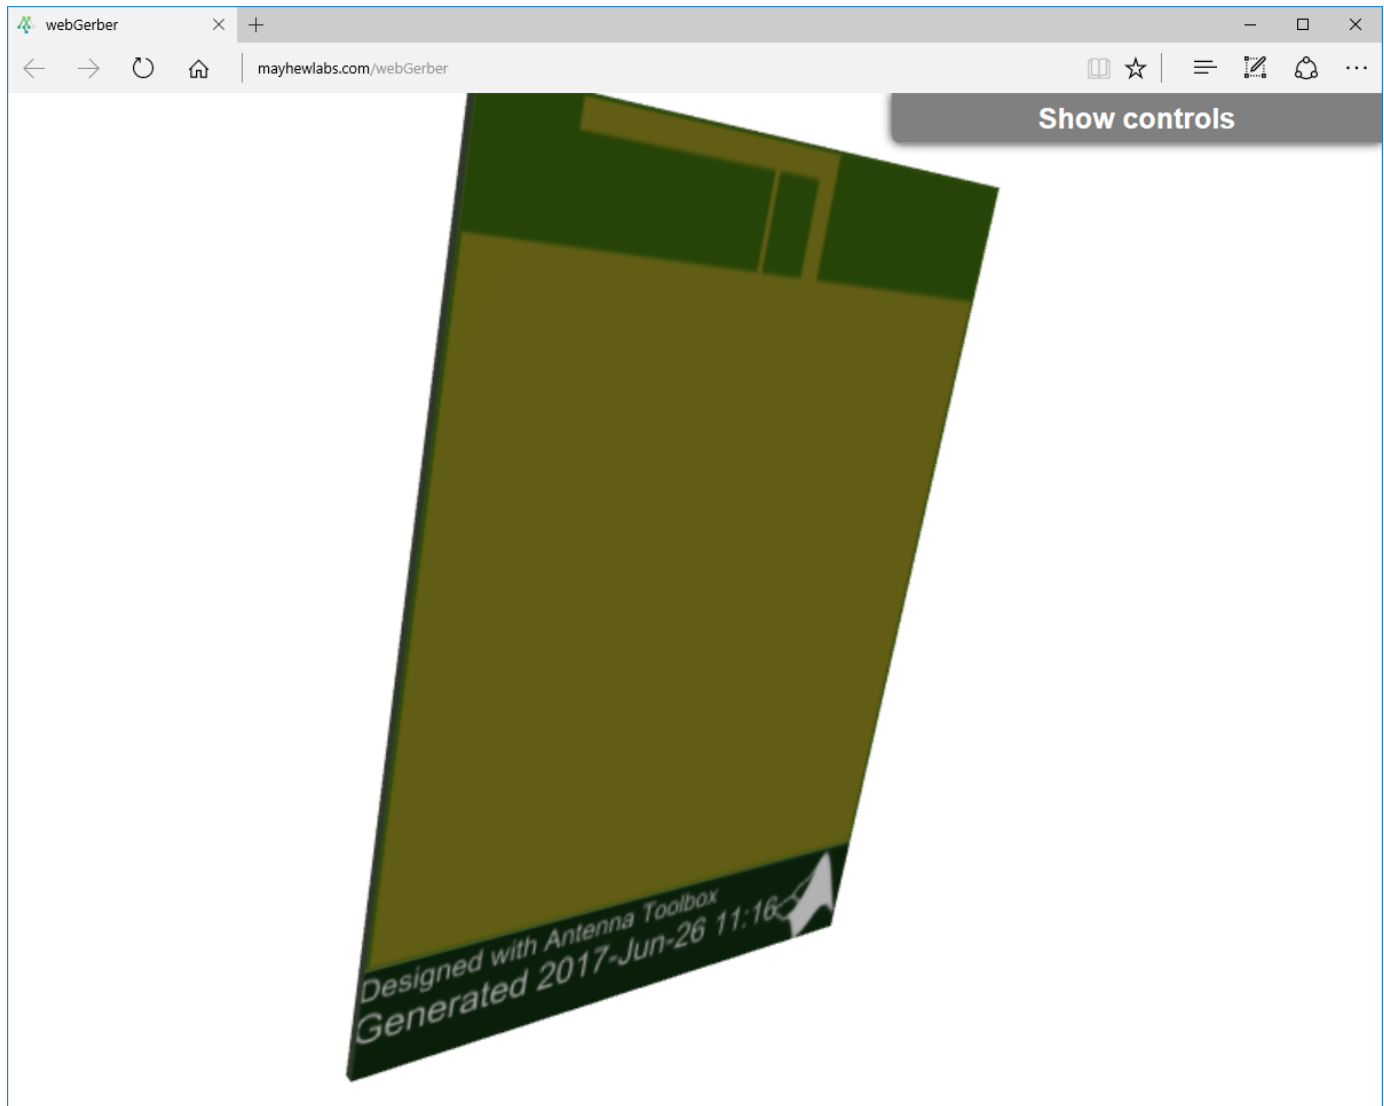 webGerber
mayhewlabs.com/webGerber
Show controls
Designed with Antenna Toolbox
Generated 2017-Jun-26 11:16